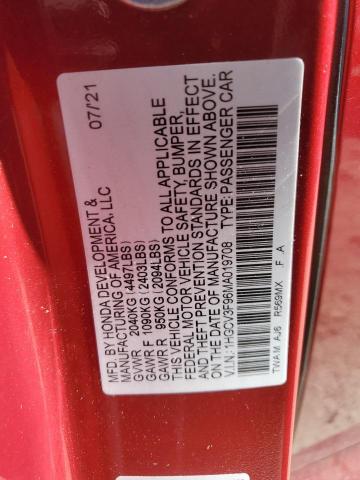 MFD. BY HONDA DEVELOPMENT & 07/21
MANUFACTURING OF AMERICA, LLC
GVWR 2040KG (4497LBS)
GAWR F 1090KG (2403LBS)
GAWR R 950KG (2094LBS)
THIS VEHICLE CONFORMS TO ALL APPLICABLE
FEDERAL MOTOR VEHICLE SAFETY, BUMPER,
AND THEFT PREVENTION STANDARDS IN EFFECT
ON THE DATE OF MANUFACTURE SHOWN ABOVE.
V.I.N.: 1HGCV3F96MA019708 TYPE:PASSENGER CAR
TWAM AJ6 R569MX F .A